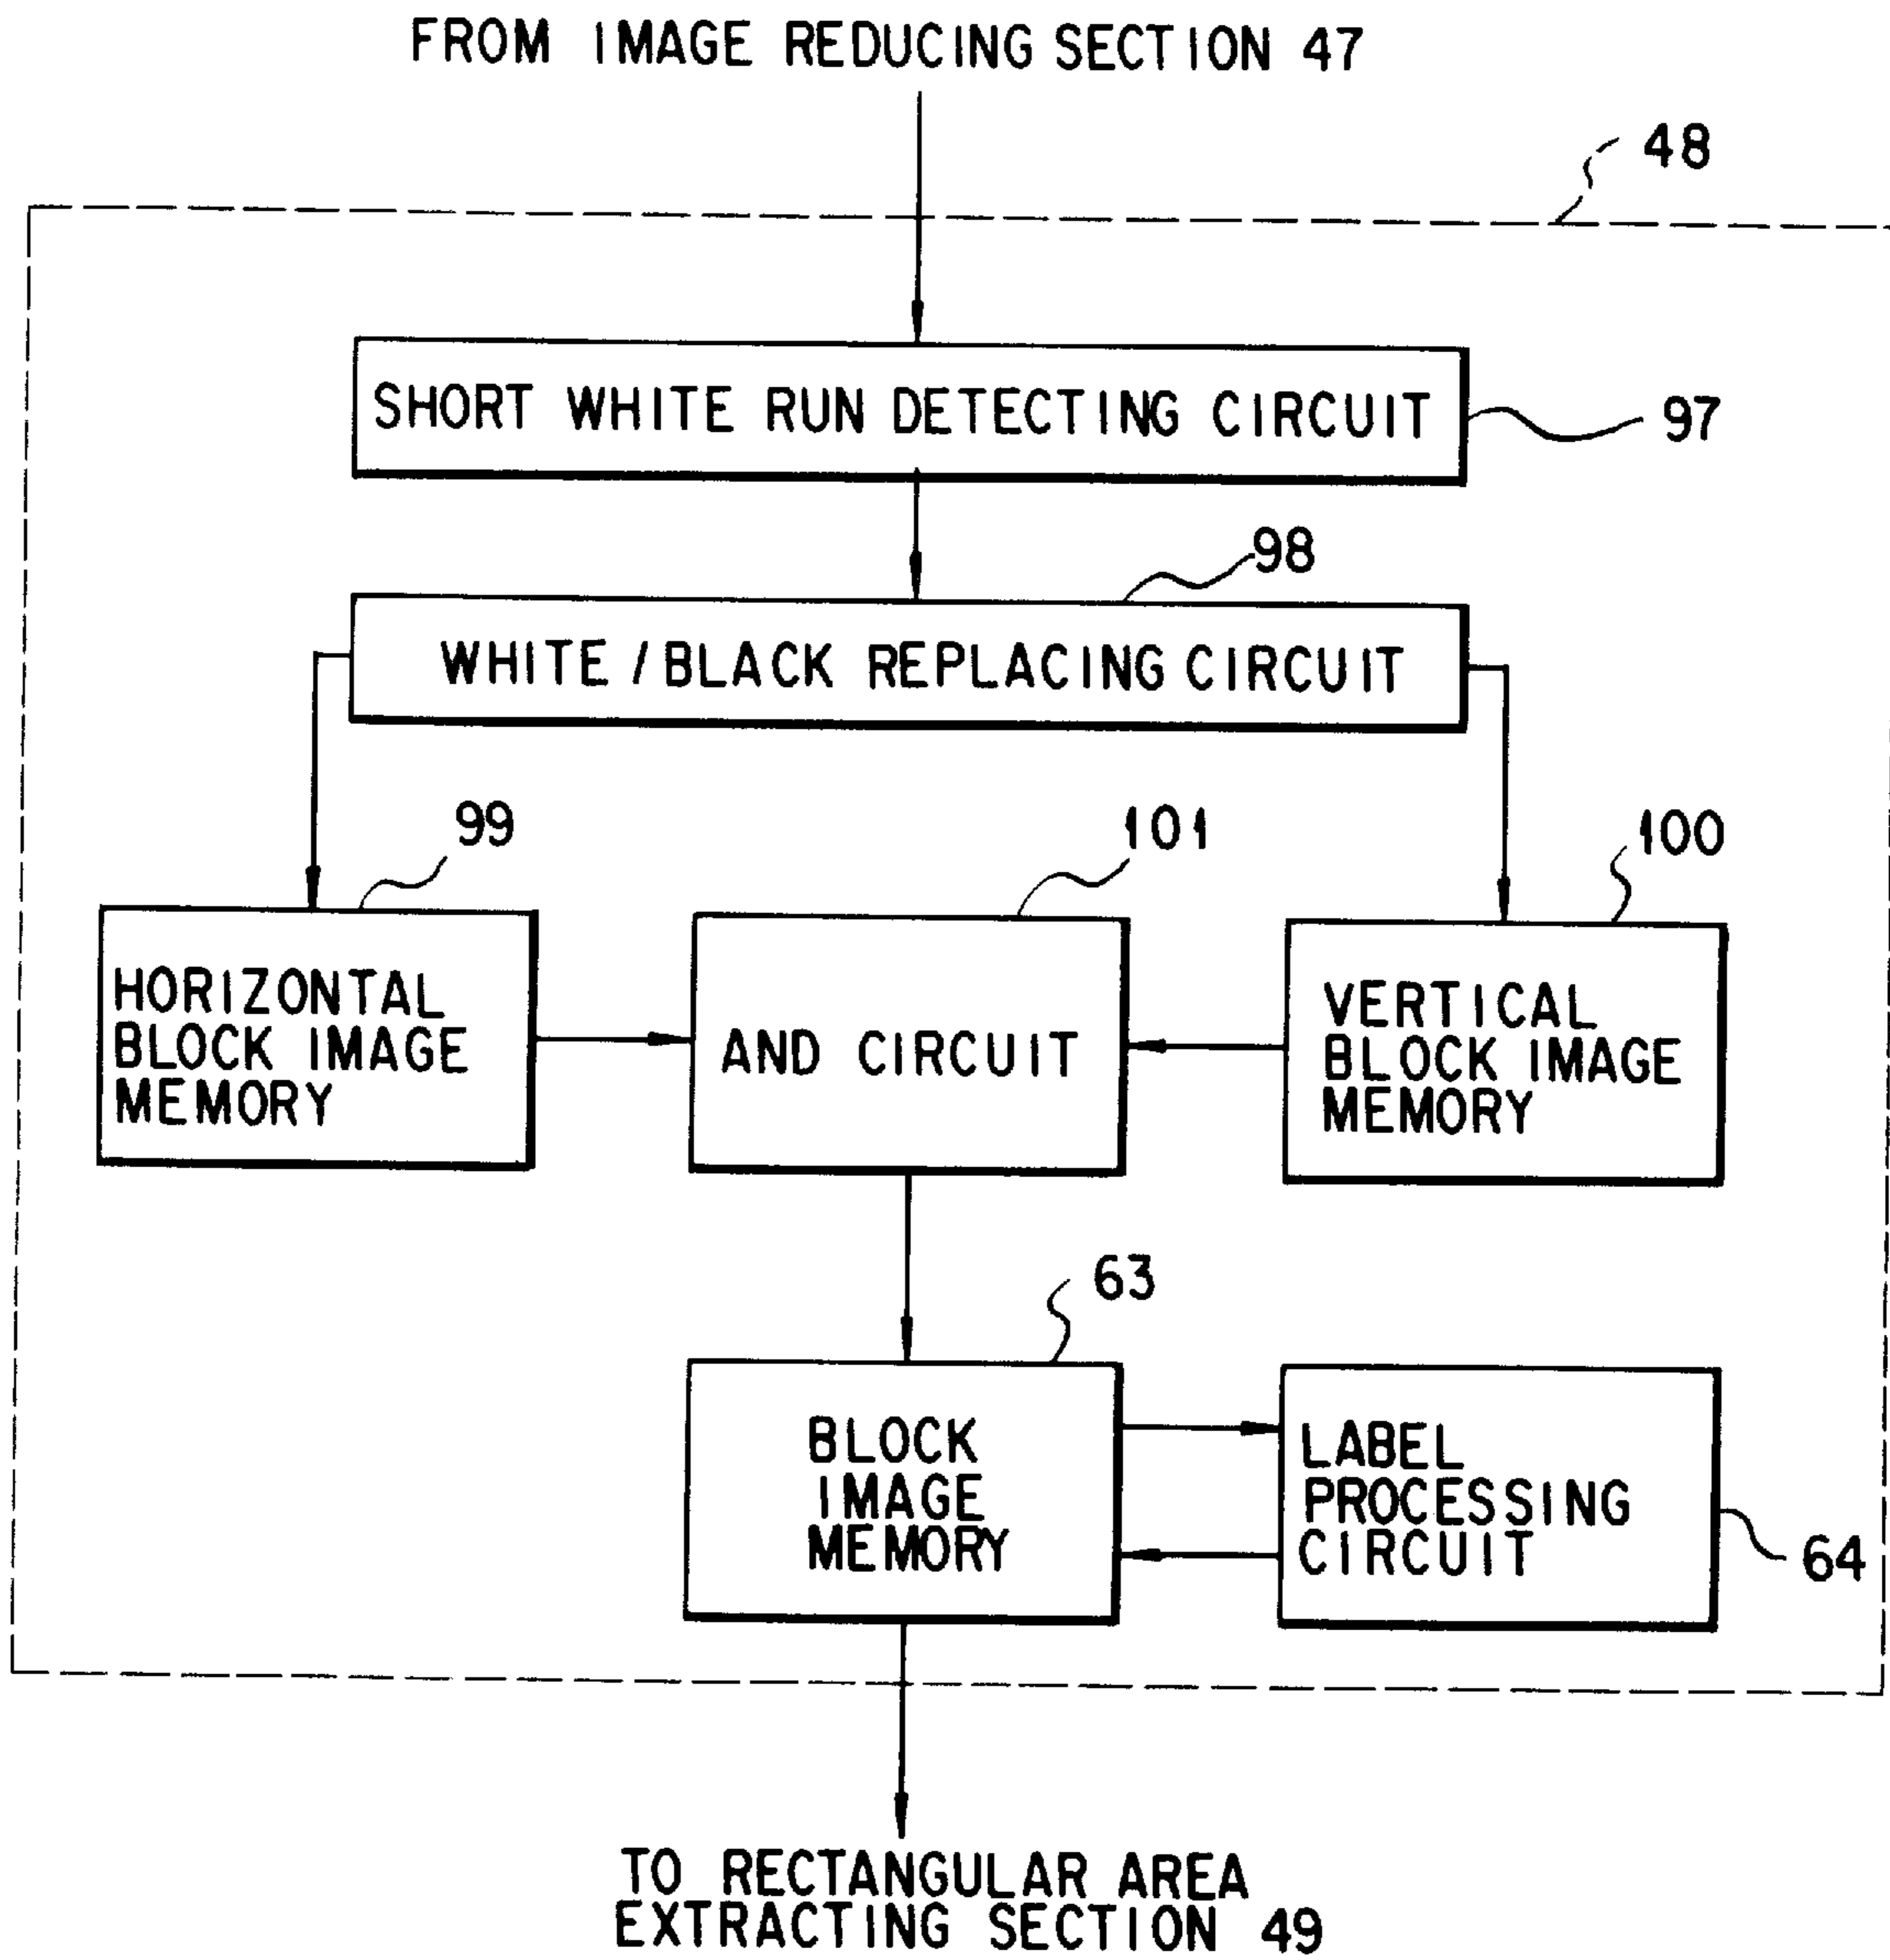 FROM IMAGE REDUCING SECTION 47
48
SHORT WHITE RUN DETECTING CIRCUIT
97
98
WHITE / BLACK REPLACING CIRCUIT
99
101
100
HORIZONTAL
BLOCK IMAGE
MEMORY
AND CIRCUIT
VERTICAL
BLOCK IMAGE
MEMORY
63
BLOCK
IMAGE
MEMORY
LABEL
PROCESSING
CIRCUIT
64
TO RECTANGULAR AREA
EXTRACTING SECTION 49